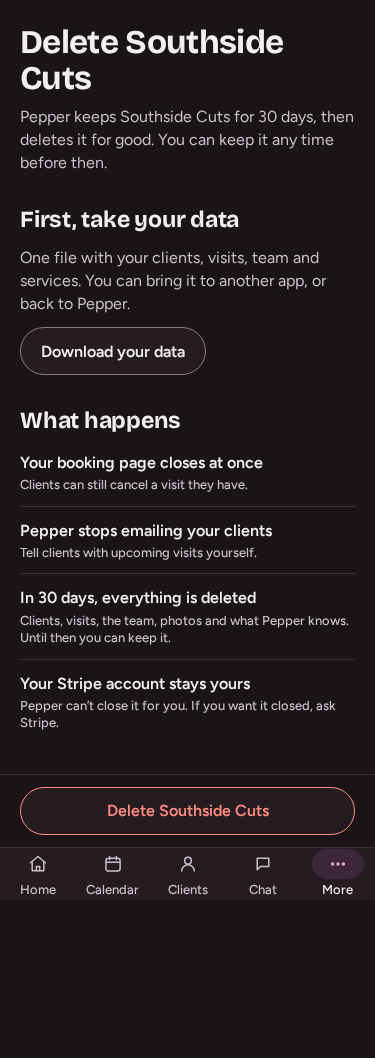 Delete Southside
Cuts
Pepper keeps Southside Cuts for 30 days, then
deletes it for good. You can keep it any time
before then.
First, take your data
One file with your clients, visits, team and
services. You can bring it to another app, or
back to Pepper.
Download your data
What happens
Your booking page closes at once
Clients can still cancel a visit they have.
Pepper stops emailing your clients
Tell clients with upcoming visits yourself.
In 30 days, everything is deleted
Clients, visits, the team, photos and what Pepper knows.
Until then you can keep it.
Your Stripe account stays yours
Pepper can’t close it for you. If you want it closed, ask
Stripe.
Delete Southside Cuts
Home Calendar Clients Chat More